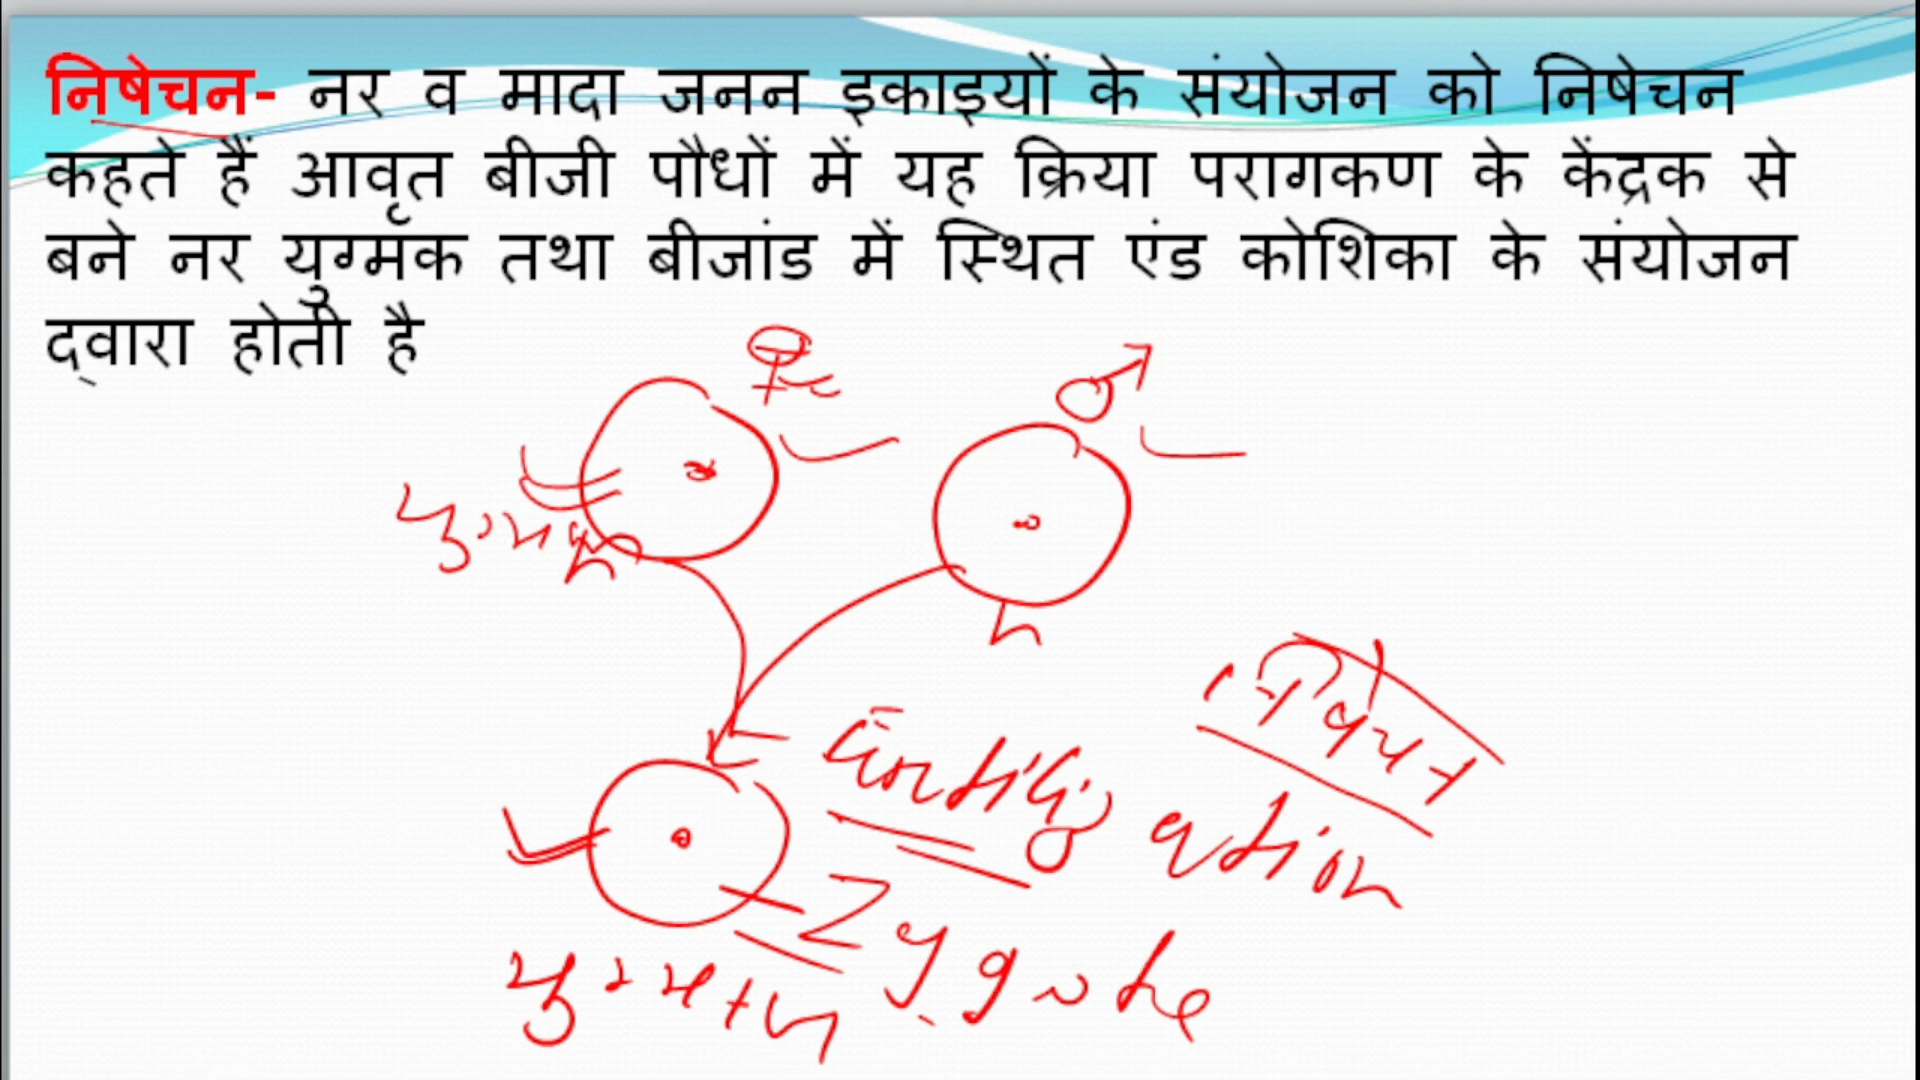 निषेचन- नर व मादा जनन इकाइयों के संयोजन को निषेचन
कहते हैं आवृत बीजी पौधों में यह क्रिया परागकण के केंद्रक से
बने नर युग्मक तथा बीजांड में स्थित एंड कोशिका के संयोजन
द्वारा होती है
♀ ♂
युग्मक
n
निषेचन
Fertilization
Zygote
युग्मनज